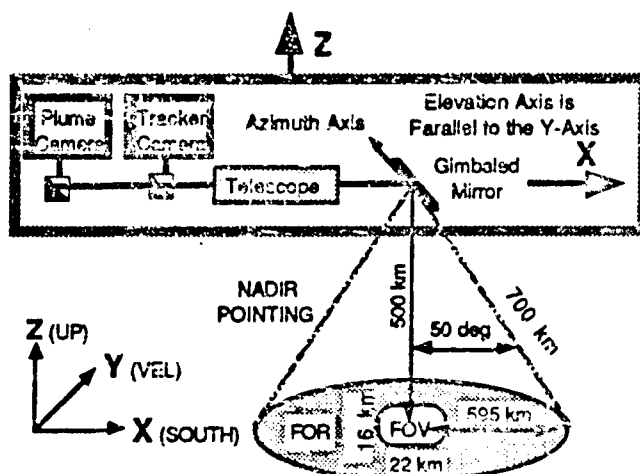 Z
Plume Camera
Tracker Camera
Azimuth Axis
Elevation Axis is
Parallel to the Y-Axis
Telescope
Gimbaled
Mirror
X
NADIR
POINTING
500 km
700 km
50 deg
Z (UP)
Y (VEL)
X (SOUTH)
FOR
16 km
FOV
595 km
22 km